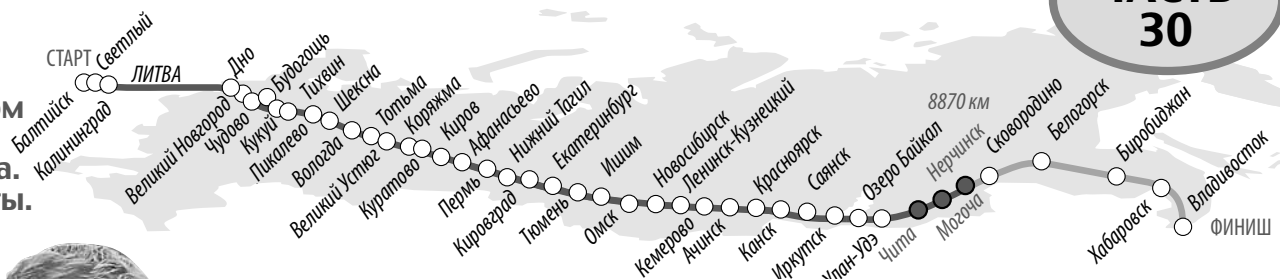 ЧАСТЬ
30
СТАРТ
Балтийск
Светлый
Калининград
ЛИТВА
Дно
Великий Новгород
Чудово
Будогощь
Кукуй
Тихвин
Пикалево
Шексна
Вологда
Тотьма
Великий Устюг
Коряжма
Куратово
Киров
Афанасьево
Пермь
Нижний Тагил
Кировград
Екатеринбург
Тюмень
Ишим
Омск
Новосибирск
Кемерово
Ленинск-Кузнецкий
Ачинск
Красноярск
Канск
Саянск
Иркутск
Озеро Байкал
Улан-Удэ
Чита
8870 км
Нерчинск
Могоча
Сковородино
Белогорск
Биробиджан
Хабаровск
Владивосток
ФИНИШ